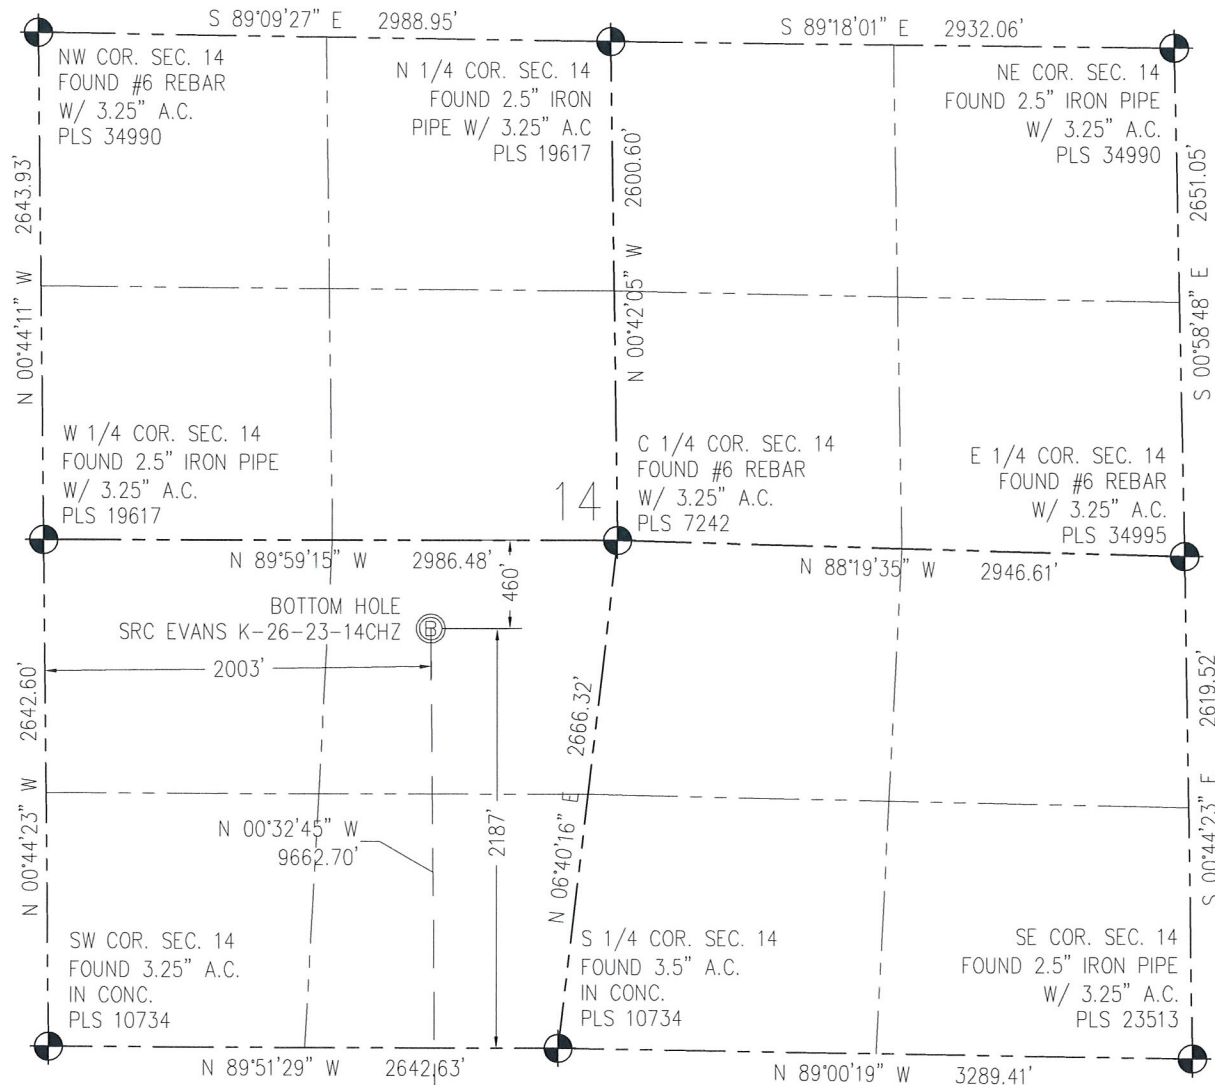 S 89°09'27" E 2988.95'
S 89°18'01" E 2932.06'
NW COR. SEC. 14
FOUND #6 REBAR
W/ 3.25" A.C.
PLS 34990
N 1/4 COR. SEC. 14
FOUND 2.5" IRON
PIPE W/ 3.25" A.C
PLS 19617
NE COR. SEC. 14
FOUND 2.5" IRON PIPE
W/ 3.25" A.C.
PLS 34990
N 00°44'11" W 2643.93'
N 00°42'05" W 2600.60'
S 00°58'48" E 2651.05'
W 1/4 COR. SEC. 14
FOUND 2.5" IRON PIPE
W/ 3.25" A.C.
PLS 19617
14
C 1/4 COR. SEC. 14
FOUND #6 REBAR
W/ 3.25" A.C.
PLS 7242
E 1/4 COR. SEC. 14
FOUND #6 REBAR
W/ 3.25" A.C.
PLS 34995
N 89°59'15" W 2986.48'
N 88°19'35" W 2946.61'
460'
BOTTOM HOLE
SRC EVANS K-26-23-14CHZ
B
2003'
N 00°44'23" W 2642.60'
N 06°40'16" E 2666.32'
S 00°44'23" E 2619.52'
2187'
N 00°32'45" W
9662.70'
SW COR. SEC. 14
FOUND 3.25" A.C.
IN CONC.
PLS 10734
S 1/4 COR. SEC. 14
FOUND 3.5" A.C.
IN CONC.
PLS 10734
SE COR. SEC. 14
FOUND 2.5" IRON PIPE
W/ 3.25" A.C.
PLS 23513
N 89°51'29" W 2642.63'
N 89°00'19" W 3289.41'